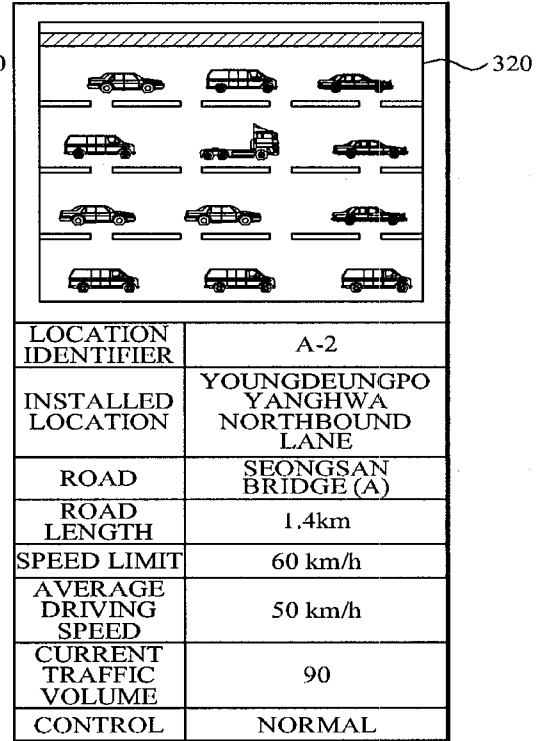 0
320
LOCATION
IDENTIFIER
A-2
INSTALLED
LOCATION
YOUNGDEUNGPO
YANGHWA
NORTHBOUND
LANE
ROAD
SEONGSAN
BRIDGE (A)
ROAD
LENGTH
1.4km
SPEED LIMIT
60 km/h
AVERAGE
DRIVING
SPEED
50 km/h
CURRENT
TRAFFIC
VOLUME
90
CONTROL
NORMAL